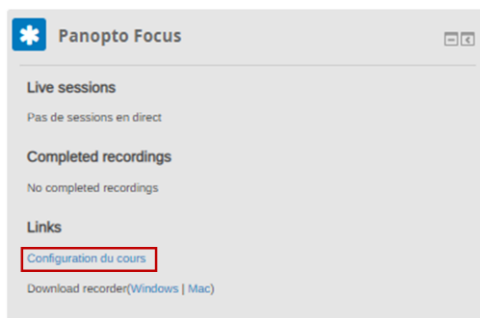 Panopto Focus
Live sessions
Pas de sessions en direct
Completed recordings
No completed recordings
Links
Configuration du cours
Download recorder(Windows | Mac)